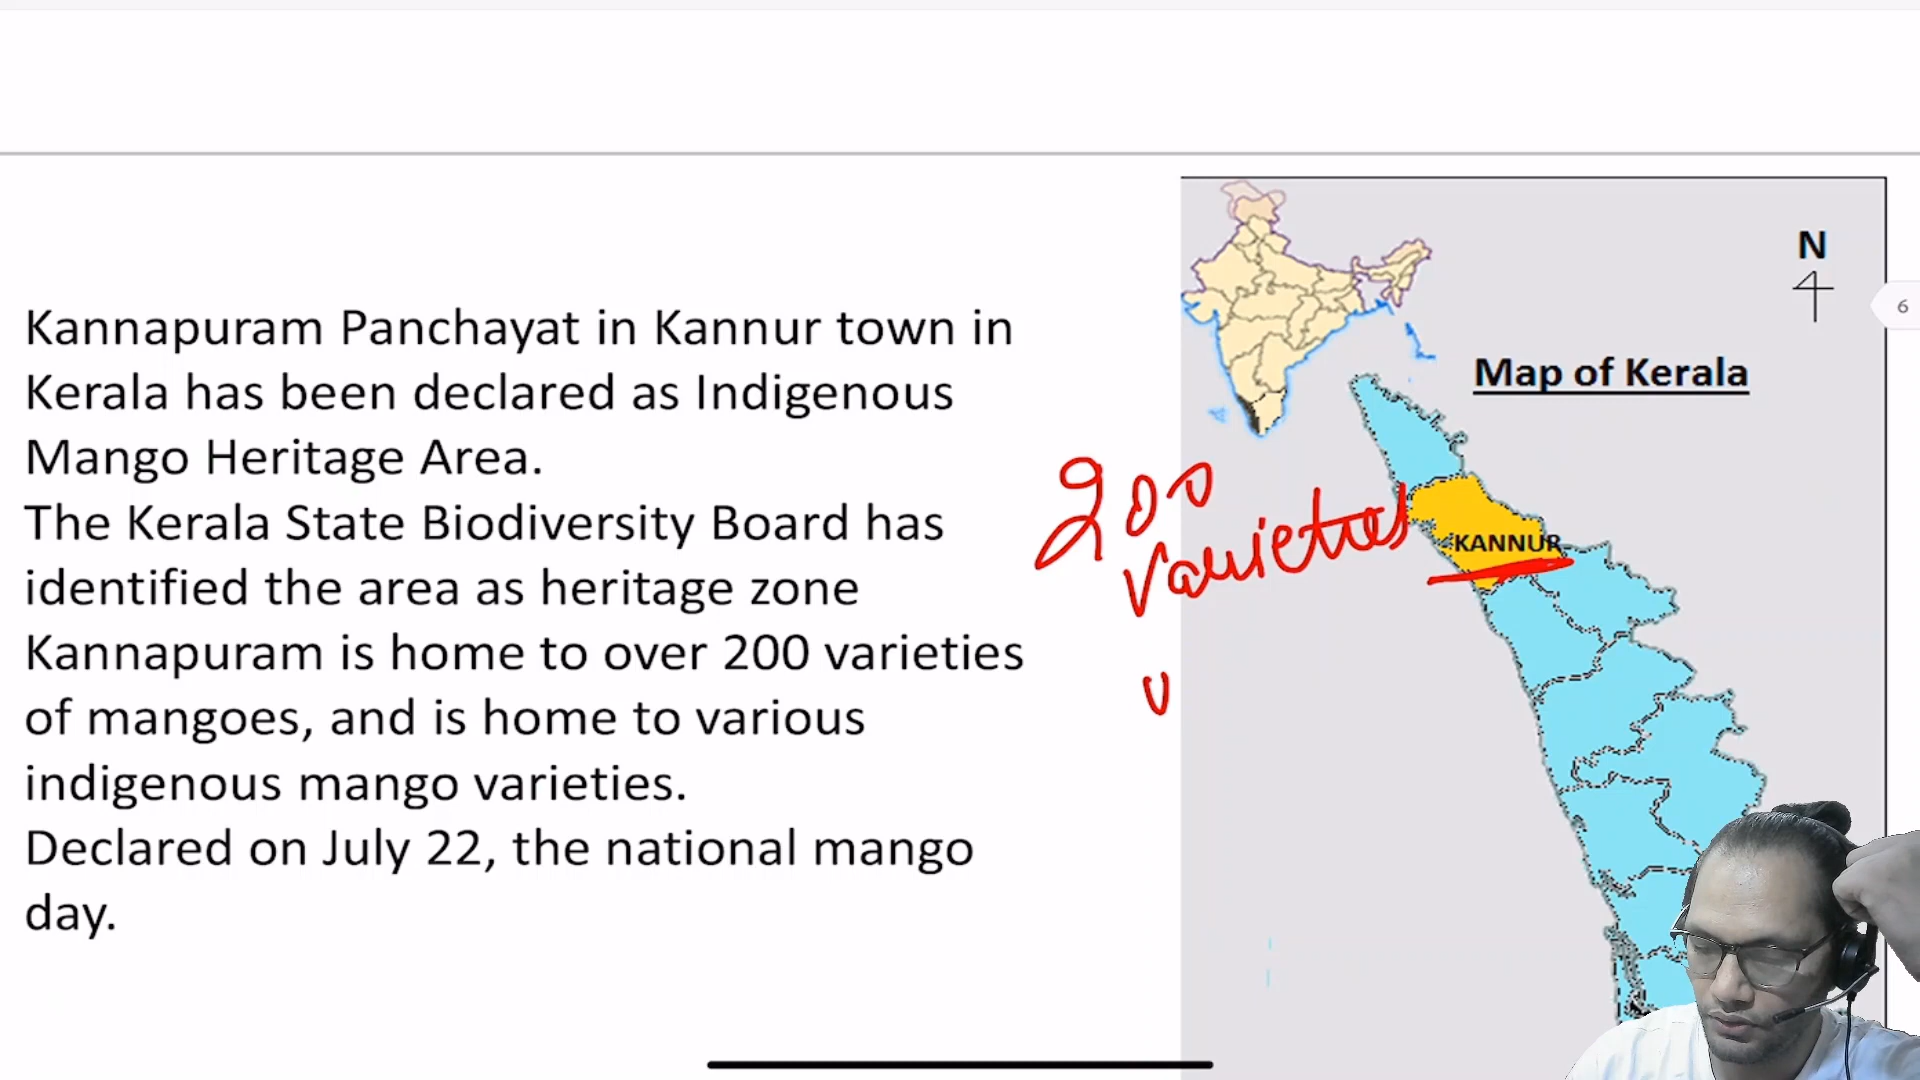 Kannapuram Panchayat in Kannur town in
Kerala has been declared as Indigenous
Mango Heritage Area.
The Kerala State Biodiversity Board has
identified the area as heritage zone
Kannapuram is home to over 200 varieties
of mangoes, and is home to various
indigenous mango varieties.
Declared on July 22, the national mango
day.
N
6
Map of Kerala
200
varieties
KANNUR